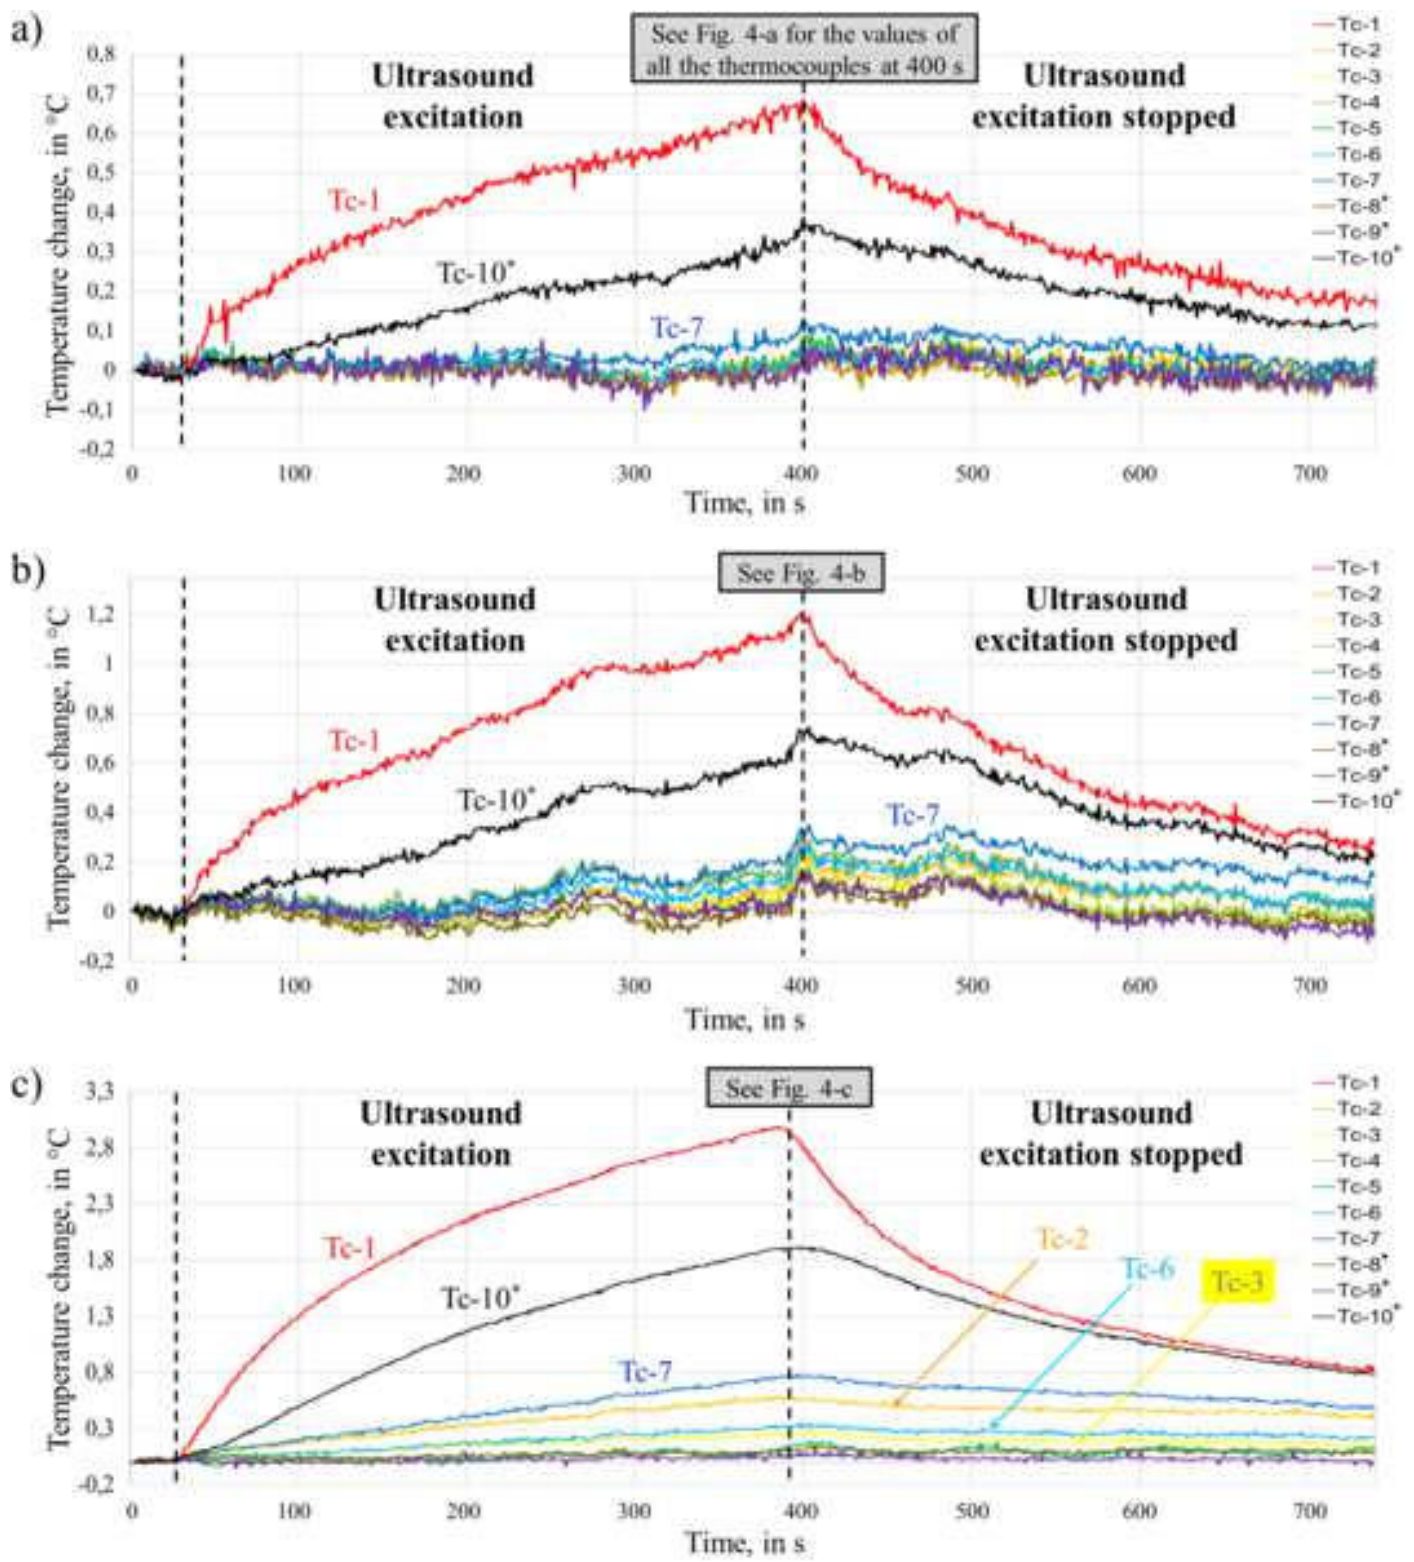 a)
See Fig. 4-a for the values of
all the thermocouples at 400 s
Ultrasound
excitation
Ultrasound
excitation stopped
Temperature change, in °C
0,8
0,7
0,6
0,5
0,4
0,3
0,2
0,1
0
-0,1
-0,2
Tc-1
Tc-10*
Tc-7
0 100 200 300 400 500 600 700
Time, in s
Tc-1
Tc-2
Tc-3
Tc-4
Tc-5
Tc-6
Tc-7
Tc-8*
Tc-9*
Tc-10*
b)
See Fig. 4-b
Ultrasound
excitation
Ultrasound
excitation stopped
Temperature change, in °C
1,2
1
0,8
0,6
0,4
0,2
0
-0,2
Tc-1
Tc-10*
Tc-7
0 100 200 300 400 500 600 700
Time, in s
Tc-1
Tc-2
Tc-3
Tc-4
Tc-5
Tc-6
Tc-7
Tc-8*
Tc-9*
Tc-10*
c)
See Fig. 4-c
Ultrasound
excitation
Ultrasound
excitation stopped
Temperature change, in °C
3,3
2,8
2,3
1,8
1,3
0,8
0,3
-0,2
Tc-1
Tc-10*
Tc-7
Tc-2
Tc-6
Tc-3
0 100 200 300 400 500 600 700
Time, in s
Tc-1
Tc-2
Tc-3
Tc-4
Tc-5
Tc-6
Tc-7
Tc-8*
Tc-9*
Tc-10*